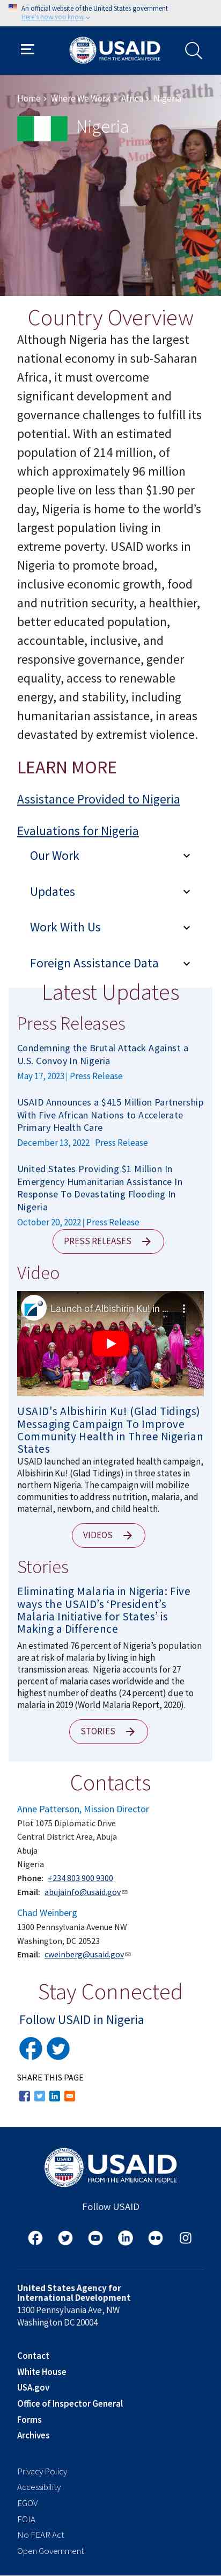 An official website of the United States government
Here's how you know
USAID
FROM THE AMERICAN PEOPLE
Home › Where We Work › Africa › Nigeria
Nigeria
Country Overview
Although Nigeria has the largest
national economy in sub-Saharan
Africa, it must overcome
significant development and
governance challenges to fulfill its
potential. With an estimated
population of 214 million, of
which approximately 96 million
people live on less than $1.90 per
day, Nigeria is home to the world's
largest population living in
extreme poverty. USAID works in
Nigeria to promote broad,
inclusive economic growth, food
and nutrition security, a healthier,
better educated population,
accountable, inclusive, and
responsive governance, gender
equality, access to renewable
energy, and stability, including
humanitarian assistance, in areas
devastated by extremist violence.
LEARN MORE
Assistance Provided to Nigeria
Evaluations for Nigeria
Our Work
Updates
Work With Us
Foreign Assistance Data
Latest Updates
Press Releases
Condemning the Brutal Attack Against a
U.S. Convoy In Nigeria
May 17, 2023 | Press Release
USAID Announces a $415 Million Partnership
With Five African Nations to Accelerate
Primary Health Care
December 13, 2022 | Press Release
United States Providing $1 Million In
Emergency Humanitarian Assistance In
Response To Devastating Flooding In
Nigeria
October 20, 2022 | Press Release
PRESS RELEASES
Video
Launch of Albishirin Ku! in ...
USAID's Albishirin Ku! (Glad Tidings)
Messaging Campaign To Improve
Community Health in Three Nigerian
States
USAID launched an integrated health campaign,
Albishirin Ku! (Glad Tidings) in three states in
northern Nigeria. The campaign will mobilize
communities to address nutrition, malaria, and
maternal, newborn, and child health.
VIDEOS
Stories
Eliminating Malaria in Nigeria: Five
ways the USAID's 'President's
Malaria Initiative for States' is
Making a Difference
An estimated 76 percent of Nigeria's population
are at risk of malaria by living in high
transmission areas. Nigeria accounts for 27
percent of malaria cases worldwide and the
highest number of deaths (24 percent) due to
malaria in 2019 (World Malaria Report, 2020).
STORIES
Contacts
Anne Patterson, Mission Director
Plot 1075 Diplomatic Drive
Central District Area, Abuja
Abuja
Nigeria
Phone: +234 803 900 9300
Email: abujainfo@usaid.gov
Chad Weinberg
1300 Pennsylvania Avenue NW
Washington, DC 20523
Email: cweinberg@usaid.gov
Stay Connected
Follow USAID in Nigeria
SHARE THIS PAGE
USAID
FROM THE AMERICAN PEOPLE
Follow USAID
United States Agency for
International Development
1300 Pennsylvania Ave, NW
Washington DC 20004
Contact
White House
USA.gov
Office of Inspector General
Forms
Archives
Privacy Policy
Accessibility
EGOV
FOIA
No FEAR Act
Open Government